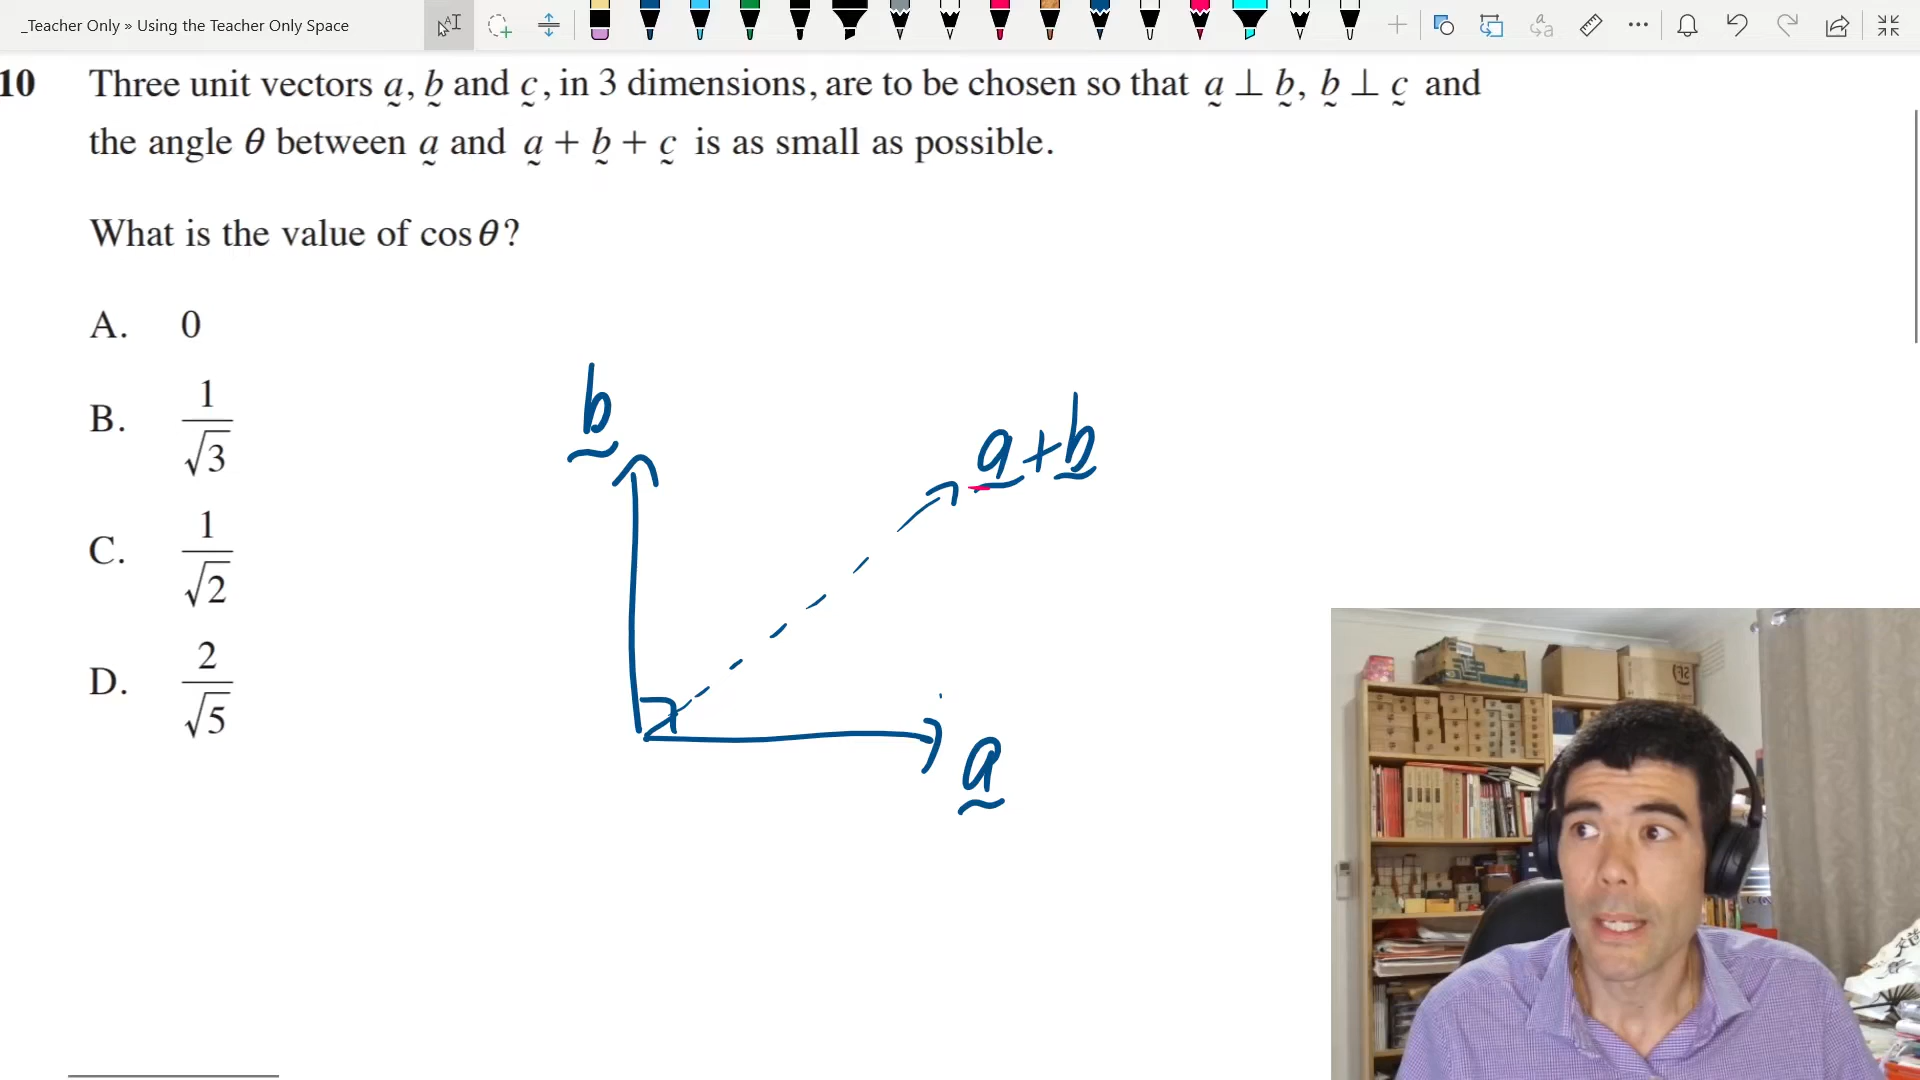 _Teacher Only » Using the Teacher Only Space
10 Three unit vectors a, b and c, in 3 dimensions, are to be chosen so that a ⊥ b, b ⊥ c and
the angle θ between a and a + b + c is as small as possible.
What is the value of cos θ?
A. 0
B. 1/√3
C. 1/√2
D. 2/√5
b
a+b
a